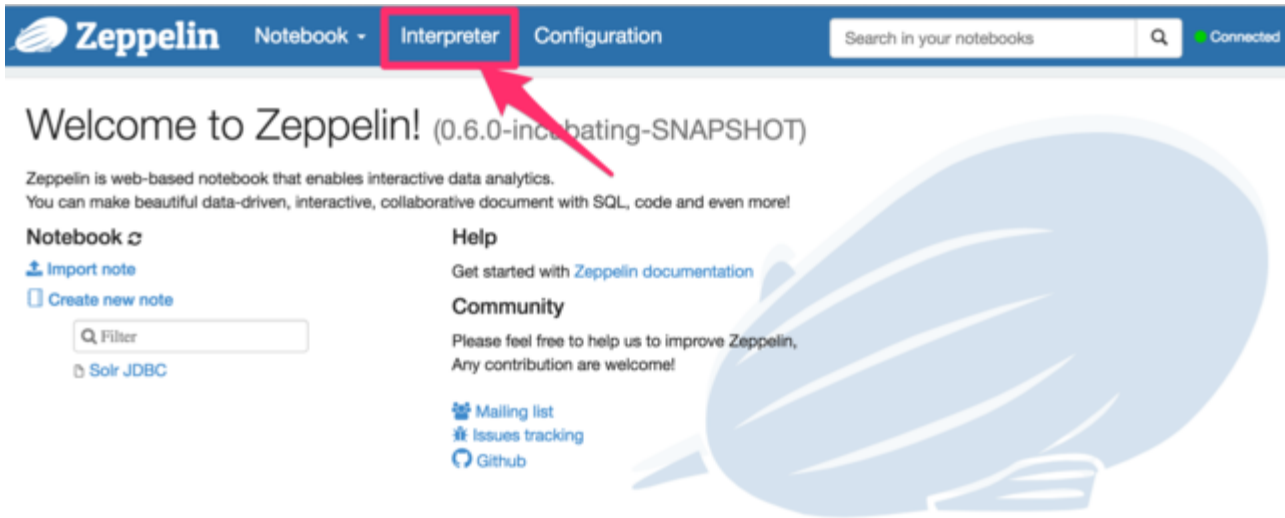 Zeppelin Notebook Interpreter Configuration Search in your notebooks Connected
Welcome to Zeppelin! (0.6.0-incubating-SNAPSHOT)
Zeppelin is web-based notebook that enables interactive data analytics.
You can make beautiful data-driven, interactive, collaborative document with SQL, code and even more!
Notebook
Import note
Create new note
Filter
Solr JDBC
Help
Get started with Zeppelin documentation
Community
Please feel free to help us to improve Zeppelin,
Any contribution are welcome!
Mailing list
Issues tracking
Github